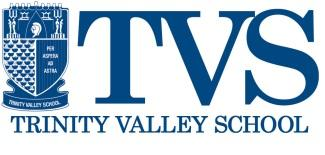 PER
ASPERA
AD
ASTRA
TRINITY VALLEY SCHOOL
TVS
TRINITY VALLEY SCHOOL